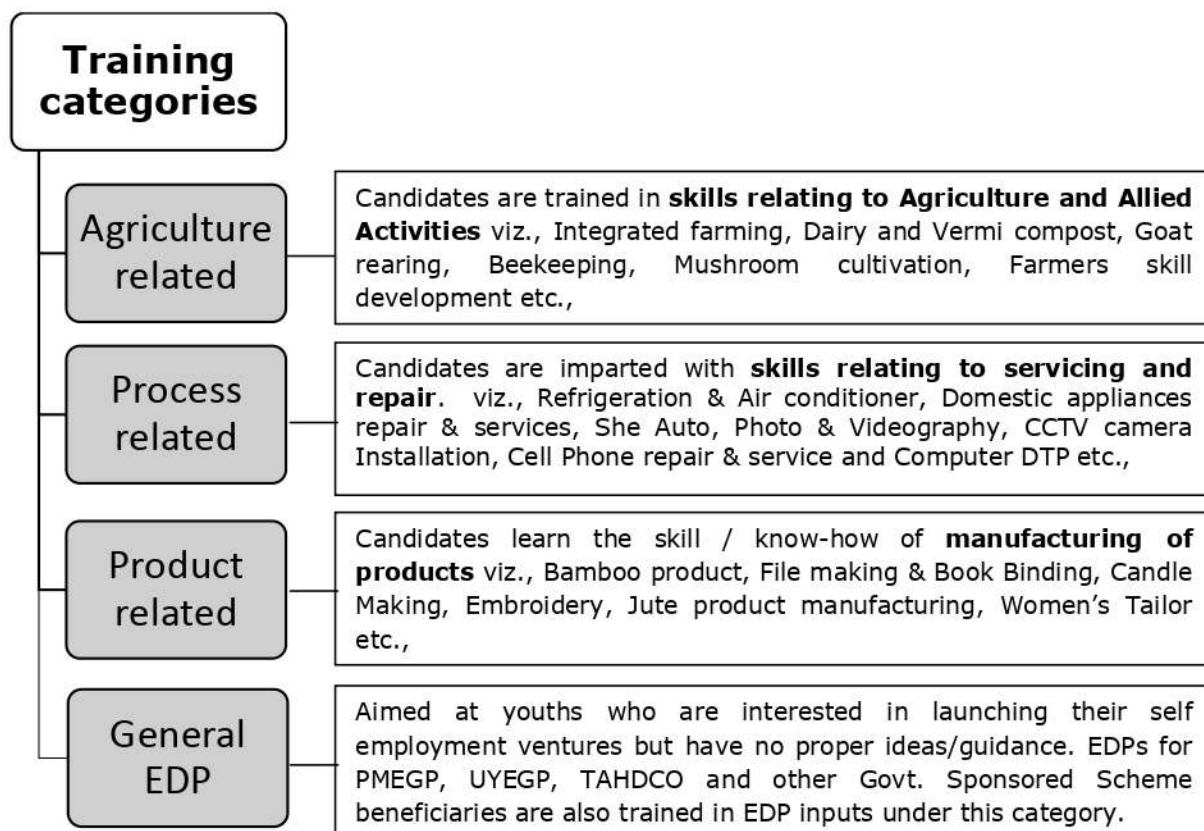 Training
categories
Agriculture
related
Candidates are trained in skills relating to Agriculture and Allied
Activities viz., Integrated farming, Dairy and Vermi compost, Goat
rearing, Beekeeping, Mushroom cultivation, Farmers skill
development etc.,
Process
related
Candidates are imparted with skills relating to servicing and
repair. viz., Refrigeration & Air conditioner, Domestic appliances
repair & services, She Auto, Photo & Videography, CCTV camera
Installation, Cell Phone repair & service and Computer DTP etc.,
Product
related
Candidates learn the skill / know-how of manufacturing of
products viz., Bamboo product, File making & Book Binding, Candle
Making, Embroidery, Jute product manufacturing, Women's Tailor
etc.,
General
EDP
Aimed at youths who are interested in launching their self
employment ventures but have no proper ideas/guidance. EDPs for
PMEGP, UYEGP, TAHDCO and other Govt. Sponsored Scheme
beneficiaries are also trained in EDP inputs under this category.